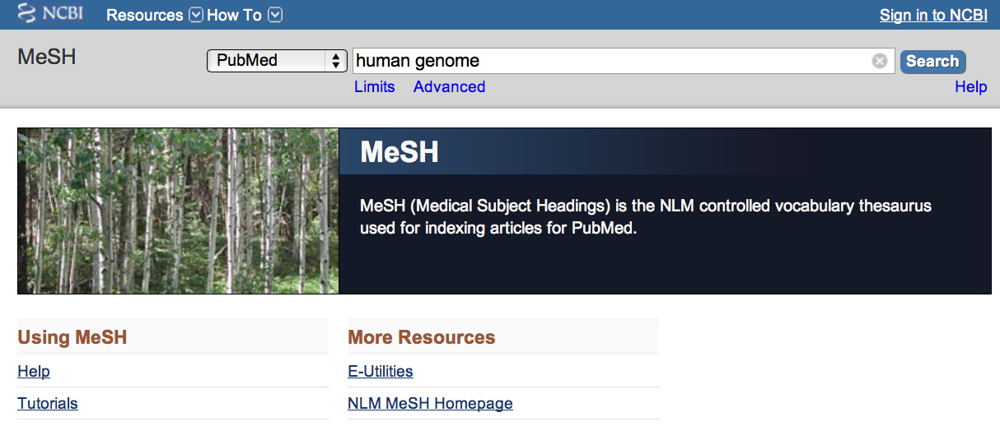 NCBI Resources How To Sign in to NCBI
MeSH PubMed human genome Search
Limits Advanced Help
MeSH
MeSH (Medical Subject Headings) is the NLM controlled vocabulary thesaurus
used for indexing articles for PubMed.
Using MeSH
Help
Tutorials
More Resources
E-Utilities
NLM MeSH Homepage